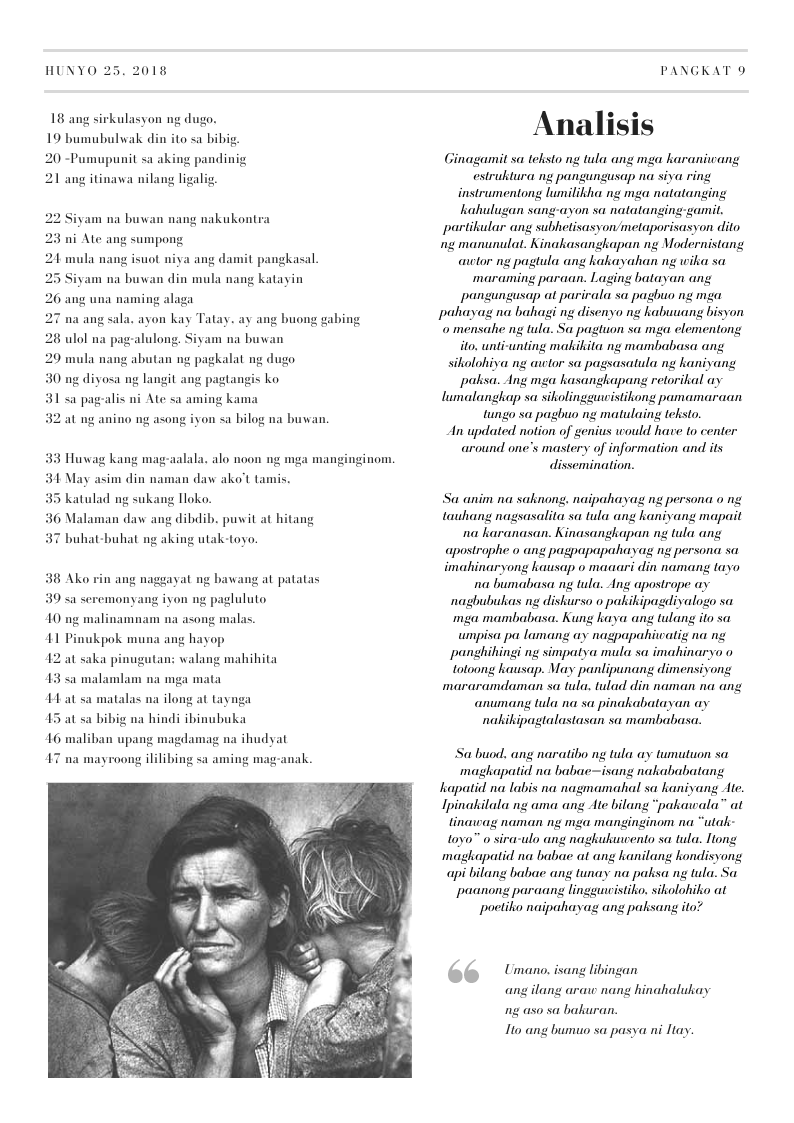 HUNYO 25, 2018
PANGKAT 9
18 ang sirkulasyon ng dugo,
19 bumubulwak din ito sa bibig.
20 -Pumupunit sa aking pandinig
21 ang itinawa nilang ligalig.
22 Siyam na buwan nang nakukontra
23 ni Ate ang sumpong
24 mula nang isuot niya ang damit pangkasal.
25 Siyam na buwan din mula nang katayin
26 ang una naming alaga
27 na ang sala, ayon kay Tatay, ay ang buong gabing
28 ulol na pag-alulong. Siyam na buwan
29 mula nang abutan ng pagkalat ng dugo
30 ng diyosa ng langit ang pagtangis ko
31 sa pag-alis ni Ate sa aming kama
32 at ng anino ng asong iyon sa bilog na buwan.
33 Huwag kang mag-aalala, alo noon ng mga manginginom.
34 May asim din naman daw ako't tamis,
35 katulad ng sukang Iloko.
36 Malaman daw ang dibdib, puwit at hitang
37 buhat-buhat ng aking utak-toyo.
38 Ako rin ang naggayat ng bawang at patatas
39 sa seremonyang iyon ng pagluluto
40 ng malinamnam na asong malas.
41 Pinukpok muna ang hayop
42 at saka pinugutan; walang mahihita
43 sa malamlam na mga mata
44 at sa matalas na ilong at taynga
45 at sa bibig na hindi ibinubuka
46 maliban upang magdamag na ihudyat
47 na mayroong ililibing sa aming mag-anak.
Analisis
Ginagamit sa teksto ng tula ang mga karaniwang
estruktura ng pangungusap na siya ring
instrumentong lumilikha ng mga natatanging
kahulugan sang-ayon sa natatanging-gamit,
partikular ang subhetisasyon/metaporisasyon dito
ng manunulat. Kinakasangkapan ng Modernistang
awtor ng pagtula ang kakayahan ng wika sa
maraming paraan. Laging batayan ang
pangungusap at parirala sa pagbuo ng mga
pahayag na bahagi ng disenyo ng kabuuang bisyon
o mensahe ng tula. Sa pagtuon sa mga elementong
ito, unti-unting makikita ng mambabasa ang
sikolohiya ng awtor sa pagsasatula ng kaniyang
paksa. Ang mga kasangkapang retorikal ay
lumalangkap sa sikolingguwistikong pamamaraan
tungo sa pagbuo ng matulaing teksto.
An updated notion of genius would have to center
around one's mastery of information and its
dissemination.
Sa anim na saknong, naipahayag ng persona o ng
tauhang nagsasalita sa tula ang kaniyang mapait
na karanasan. Kinasangkapan ng tula ang
apostrophe o ang pagpapapahayag ng persona sa
imahinaryong kausap o maaari din namang tayo
na bumabasa ng tula. Ang apostrope ay
nagbubukas ng diskurso o pakikipagdiyalogo sa
mga mambabasa. Kung kaya ang tulang ito sa
umpisa pa lamang ay nagpapahiwatig na ng
panghihingi ng simpatya mula sa imahinaryo o
totoong kausap. May panlipunang dimensiyong
mararamdaman sa tula, tulad din naman na ang
anumang tula na sa pinakabatayan ay
nakikipagtalastasan sa mambabasa.
Sa buod, ang naratibo ng tula ay tumutuon sa
magkapatid na babae—isang nakababatang
kapatid na labis na nagmamahal sa kaniyang Ate.
Ipinakilala ng ama ang Ate bilang “pakawala” at
tinawag naman ng mga manginginom na “utak-
toyo” o sira-ulo ang nagkukuwento sa tula. Itong
magkapatid na babae at ang kanilang kondisyong
api bilang babae ang tunay na paksa ng tula. Sa
paanong paraang lingguwistiko, sikolohiko at
poetiko naipahayag ang paksang ito?
“
Umano, isang libingan
ang ilang araw nang hinahalukay
ng aso sa bakuran.
Ito ang bumuo sa pasya ni Itay.